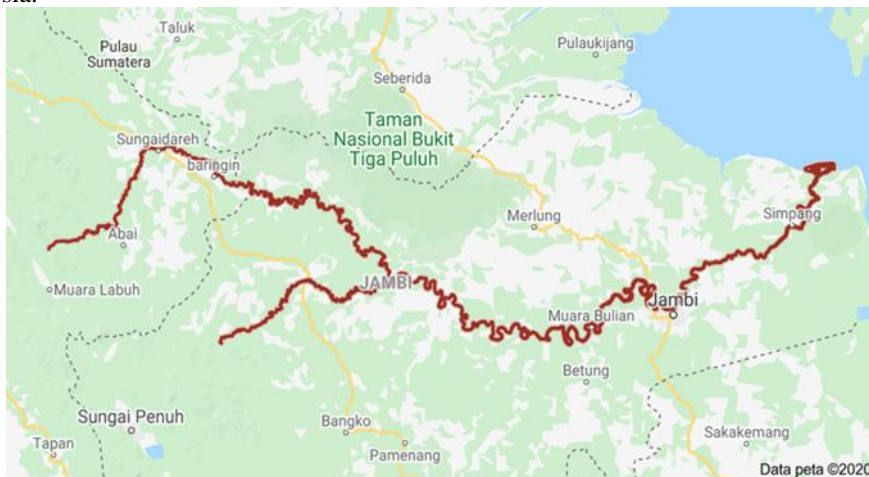 sia.
Taluk
Pulau
Sumatera
Pulaukijang
Seberida
Taman
Nasional Bukit
Tiga Puluh
Sungaidareh
baringin
Merlung
Simpang
Abai
Muara Labuh
JAMBI
Muara Bulian
Jambi
Betung
Sungai Penuh
Bangko
Tapan
Pamenang
Sakakemang
Data peta ©2020